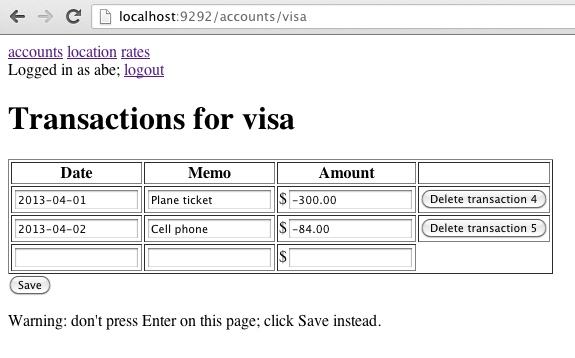 localhost:9292/accounts/visa
accounts location rates
Logged in as abe; logout
Transactions for visa
Date Memo Amount
2013-04-01 Plane ticket $ -300.00 Delete transaction 4
2013-04-02 Cell phone $ -84.00 Delete transaction 5
$
Save
Warning: don't press Enter on this page; click Save instead.